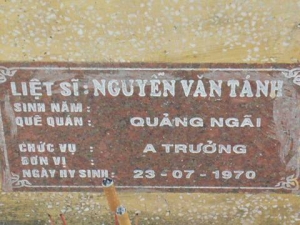 LIỆT SĨ: NGUYỄN VĂN TÁNH
SINH NĂM :
QUÊ QUÁN : QUẢNG NGÃI
CHỨC VỤ : A TRƯỞNG
ĐƠN VỊ :
NGÀY HY SINH: 23-07-1970